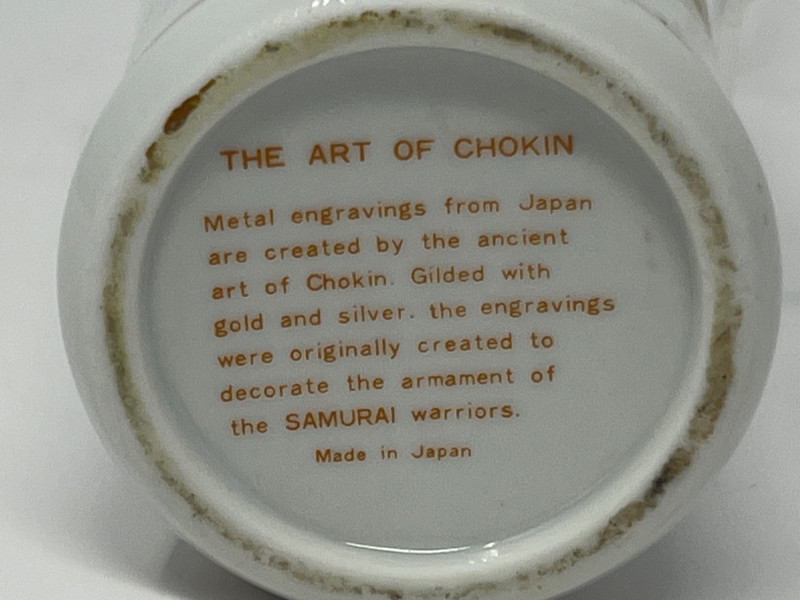 THE ART OF CHOKIN
Metal engravings from Japan
are created by the ancient
art of Chokin. Gilded with
gold and silver. the engravings
were originally created to
decorate the armament of
the SAMURAI warriors.
Made in Japan